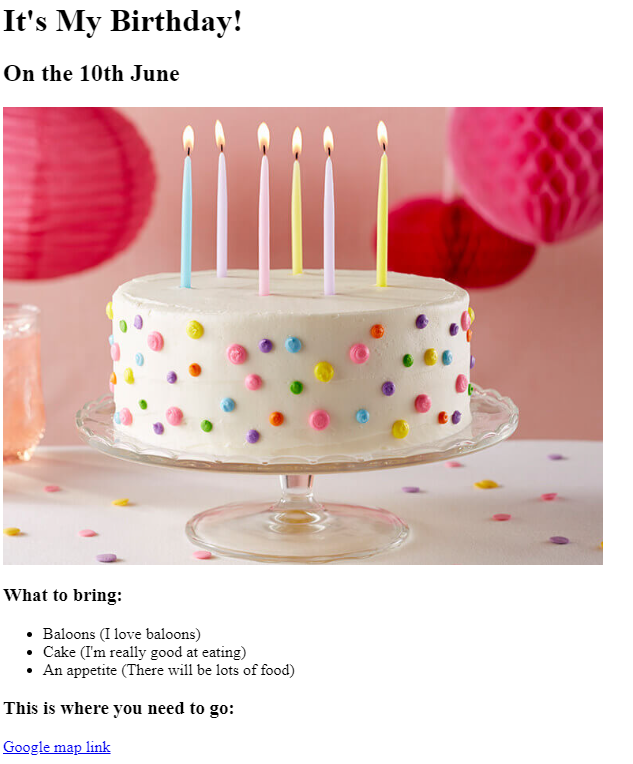 It's My Birthday!
On the 10th June
What to bring:
Baloons (I love baloons)
Cake (I'm really good at eating)
An appetite (There will be lots of food)
This is where you need to go:
Google map link